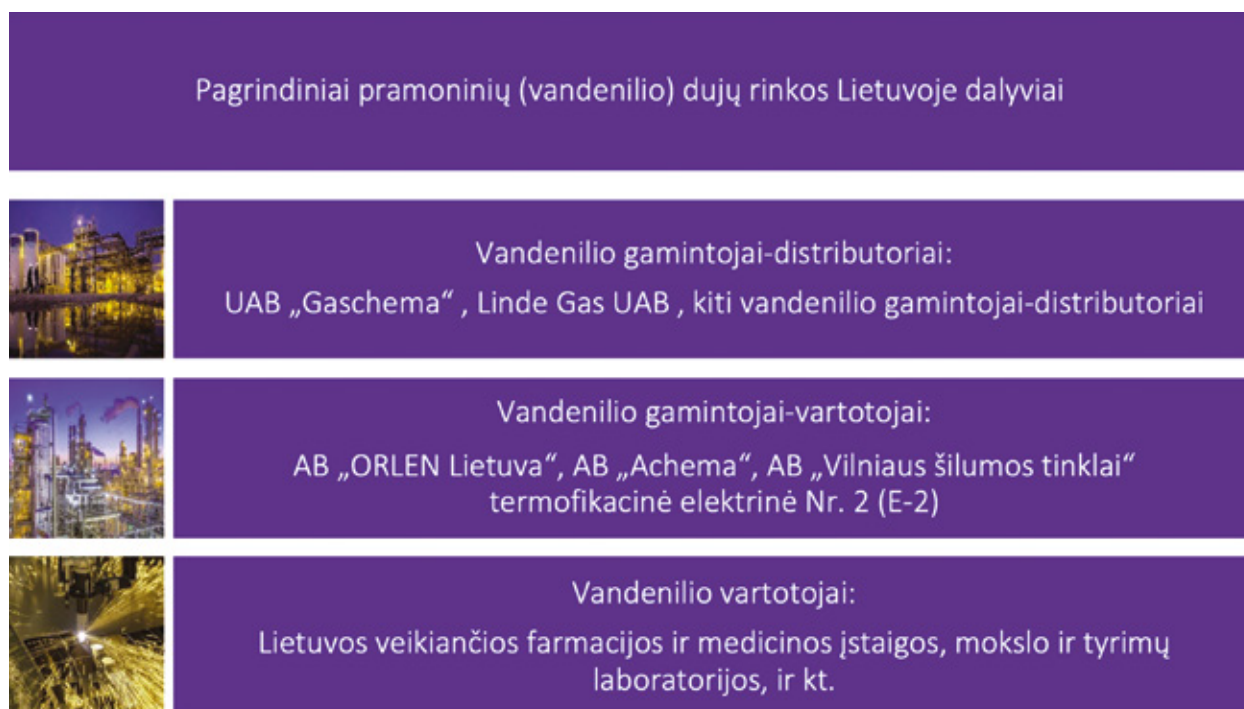 Pagrindiniai pramoninių (vandenilio) dujų rinkos Lietuvoje dalyviai
Vandenilio gamintojai-distributoriai:
UAB „Gaschema“ , Linde Gas UAB , kiti vandenilio gamintojai-distributoriai
Vandenilio gamintojai-vartotojai:
AB „ORLEN Lietuva“, AB „Achema“, AB „Vilniaus šilumos tinklai“
termofikacinė elektrinė Nr. 2 (E-2)
Vandenilio vartotojai:
Lietuvos veikiančios farmacijos ir medicinos įstaigos, mokslo ir tyrimų
laboratorijos, ir kt.